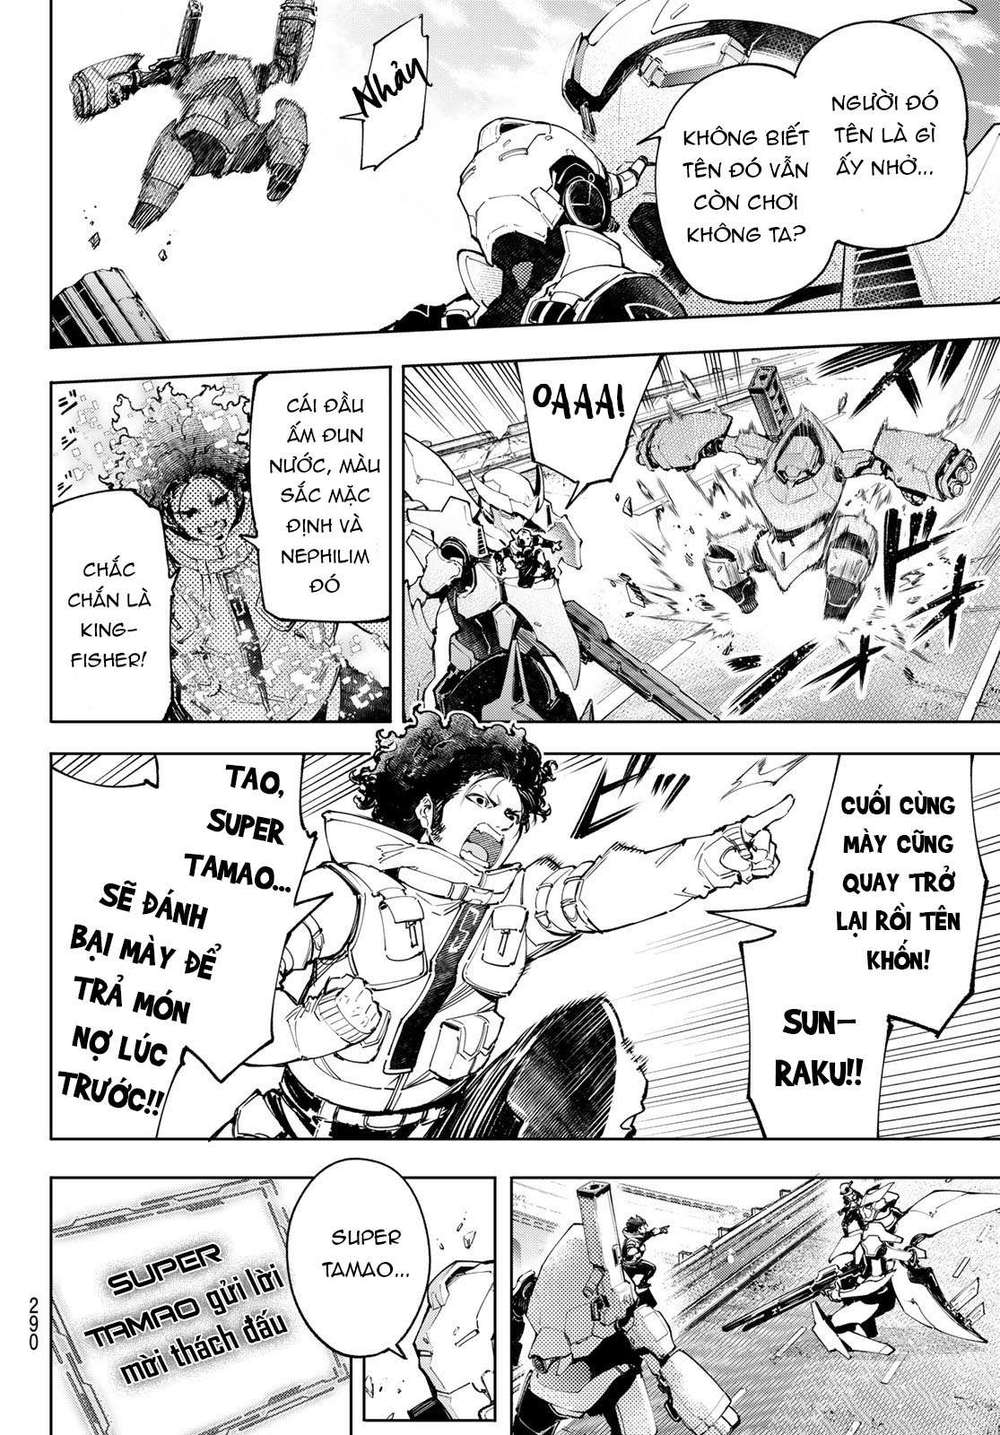 NGƯỜI ĐÓ
TÊN LÀ GÌ
ẤY NHỞ...
KHÔNG BIẾT
TÊN ĐÓ VẪN
CÒN CHƠI
KHÔNG TA?
Nhảy
OAAA!
CÁI ĐẦU
ẤM ĐUN
NƯỚC, MÀU
SẮC MẶC
ĐỊNH VÀ
NEPHILIM
ĐÓ
CHẮC
CHẮN LÀ
KING-
FISHER!
CUỐI CÙNG
MÀY CŨNG
QUAY TRỞ
LẠI RỒI TÊN
KHỐN!
SUN-
RAKU!!
TAO,
SUPER
TAMAO...
SẼ ĐÁNH
BẠI MÀY ĐỂ
TRẢ MÓN
NỢ LÚC
TRƯỚC!!
SUPER
TAMAO...
SUPER
TAMAO gửi lời
mời thách đấu
290